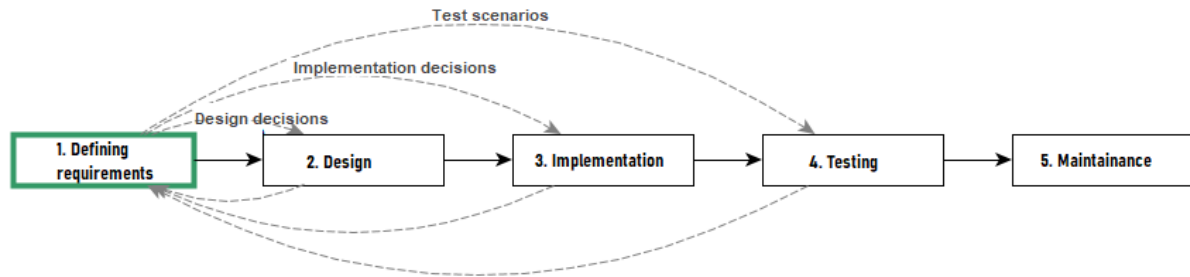 Test scenarios
Implementation decisions
Design decisions
1. Defining
requirements
2. Design
3. Implementation
4. Testing
5. Maintainance